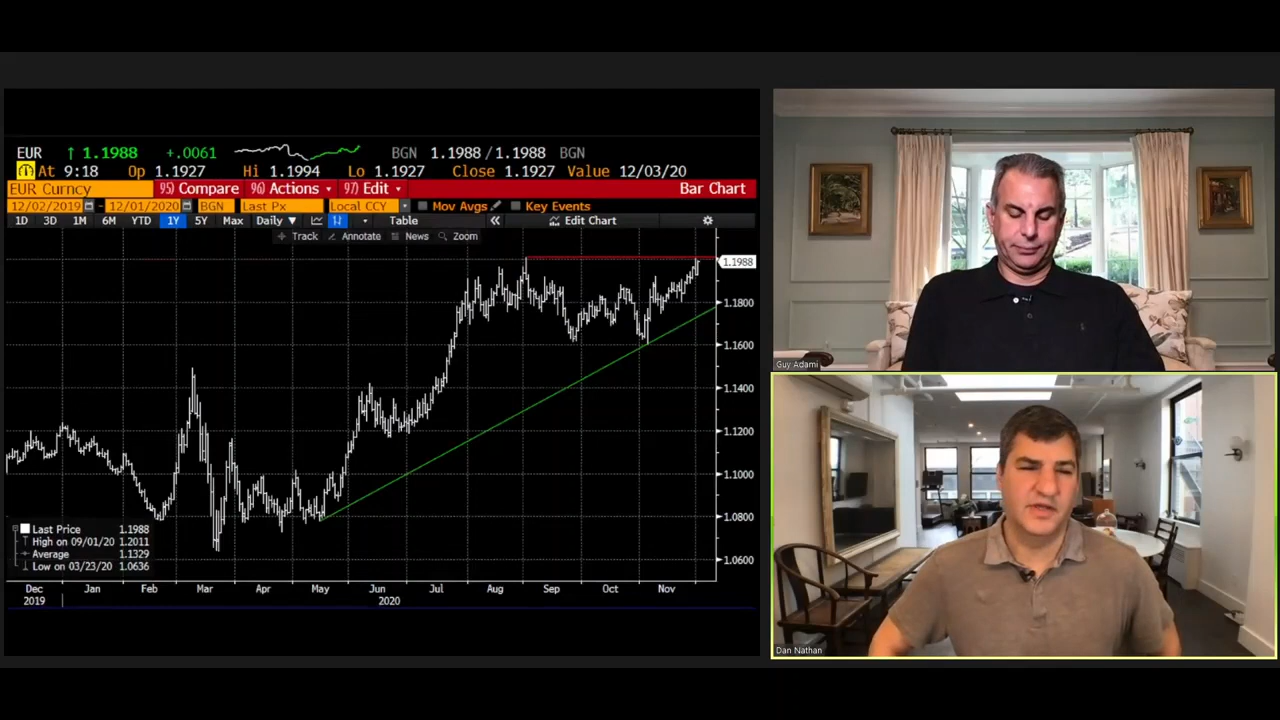 EUR ↑ 1.1988 +.0061 BGN 1.1988 / 1.1988 BGN
At 9:18 Op 1.1927 Hi 1.1994 Lo 1.1927 Close 1.1927 Value 12/03/20
EUR Curncy 95) Compare 96) Actions 97) Edit Bar Chart
12/02/2019 - 12/01/2020 BGN Last Px Local CCY Mov Avgs Key Events
1D 3D 1M 6M YTD 1Y 5Y Max Daily ▼ Table « Edit Chart
Track Annotate News Zoom
1.1988
1.1800
1.1600
1.1400
1.1200
1.1000
1.0800
1.0600
Last Price 1.1988
High on 09/01/20 1.2011
Average 1.1329
Low on 03/23/20 1.0636
Dec Jan Feb Mar Apr May Jun Jul Aug Sep Oct Nov
2019 2020
Guy Adami
Dan Nathan